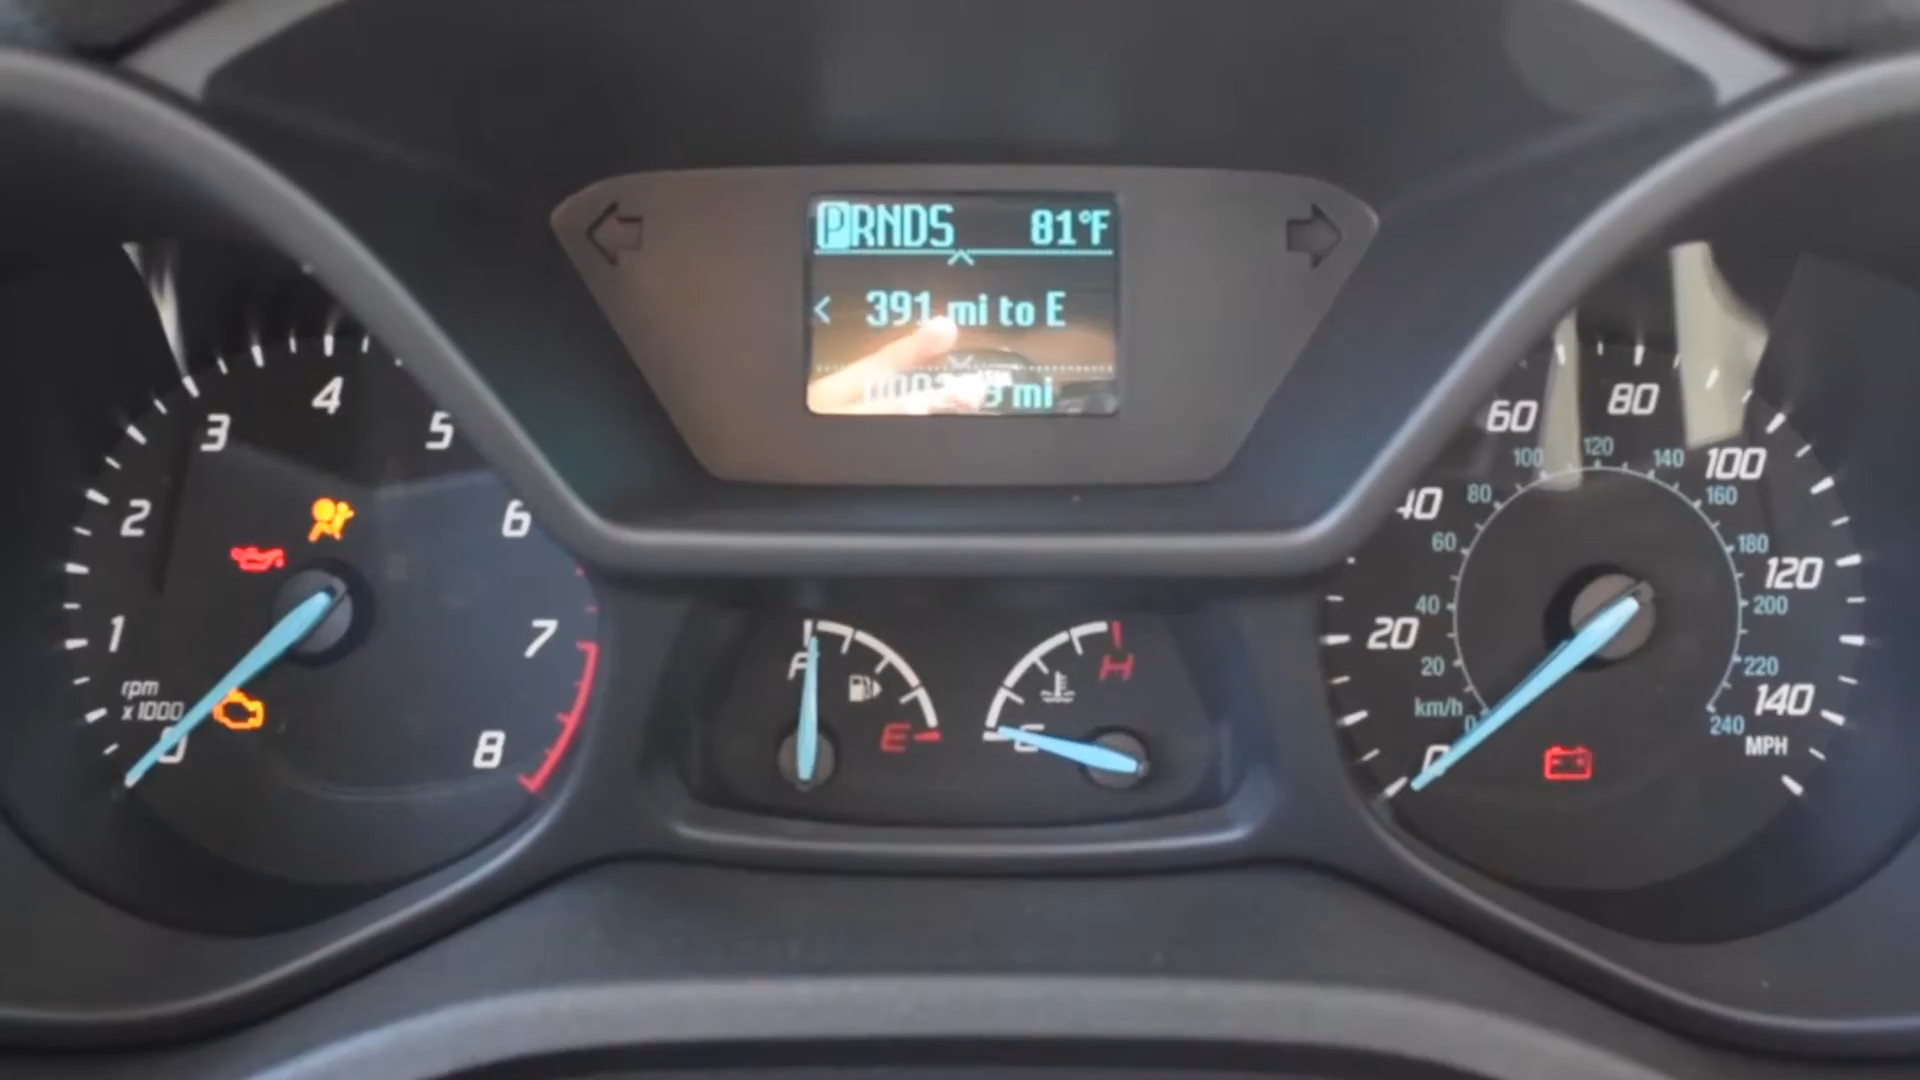 PRNDS 81°F
< 391 mi to E
mi
1 2 3 4 5 6 7 8
rpm
x1000
0
F E
C H
0 20 40 60 80 100 120 140
MPH
0 20 40 60 80 100 120 140 160 180 200 220 240
km/h